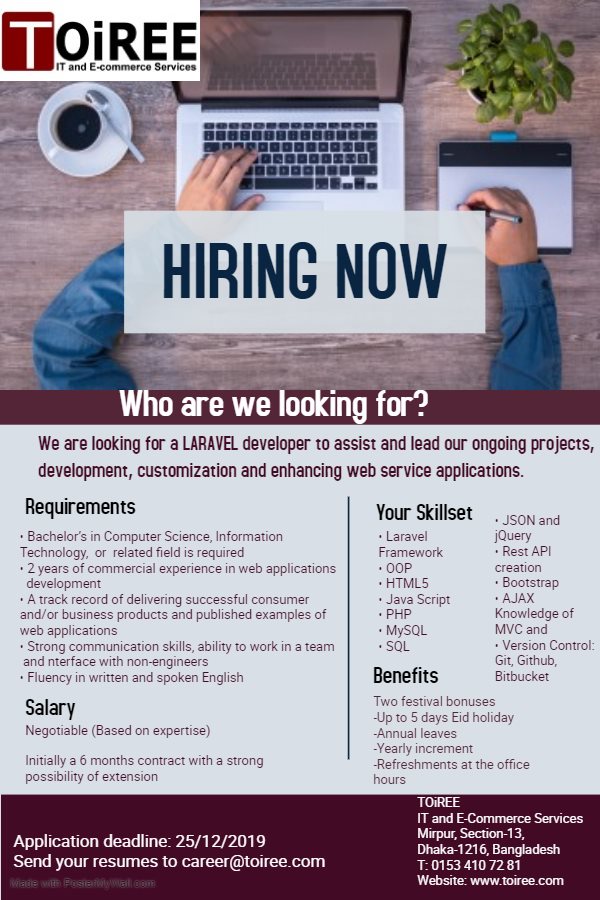 TOiREE
IT and E-commerce Services
HIRING NOW
Who are we looking for?
We are looking for a LARAVEL developer to assist and lead our ongoing projects,
development, customization and enhancing web service applications.
Requirements
• Bachelor's in Computer Science, Information
Technology, or related field is required
• 2 years of commercial experience in web applications
development
• A track record of delivering successful consumer
and/or business products and published examples of
web applications
• Strong communication skills, ability to work in a team
and nterface with non-engineers
• Fluency in written and spoken English
Salary
Negotiable (Based on expertise)
Initially a 6 months contract with a strong
possibility of extension
Your Skillset
• Laravel
Framework
• OOP
• HTML5
• Java Script
• PHP
• MySQL
• SQL
• JSON and
jQuery
• Rest API
creation
• Bootstrap
• AJAX
Knowledge of
MVC and
• Version Control:
Git, Github,
Bitbucket
Benefits
Two festival bonuses
-Up to 5 days Eid holiday
-Annual leaves
-Yearly increment
-Refreshments at the office
hours
Application deadline: 25/12/2019
Send your resumes to career@toiree.com
Made with PosterMyWall.com
TOiREE
IT and E-Commerce Services
Mirpur, Section-13,
Dhaka-1216, Bangladesh
T: 0153 410 72 81
Website: www.toiree.com